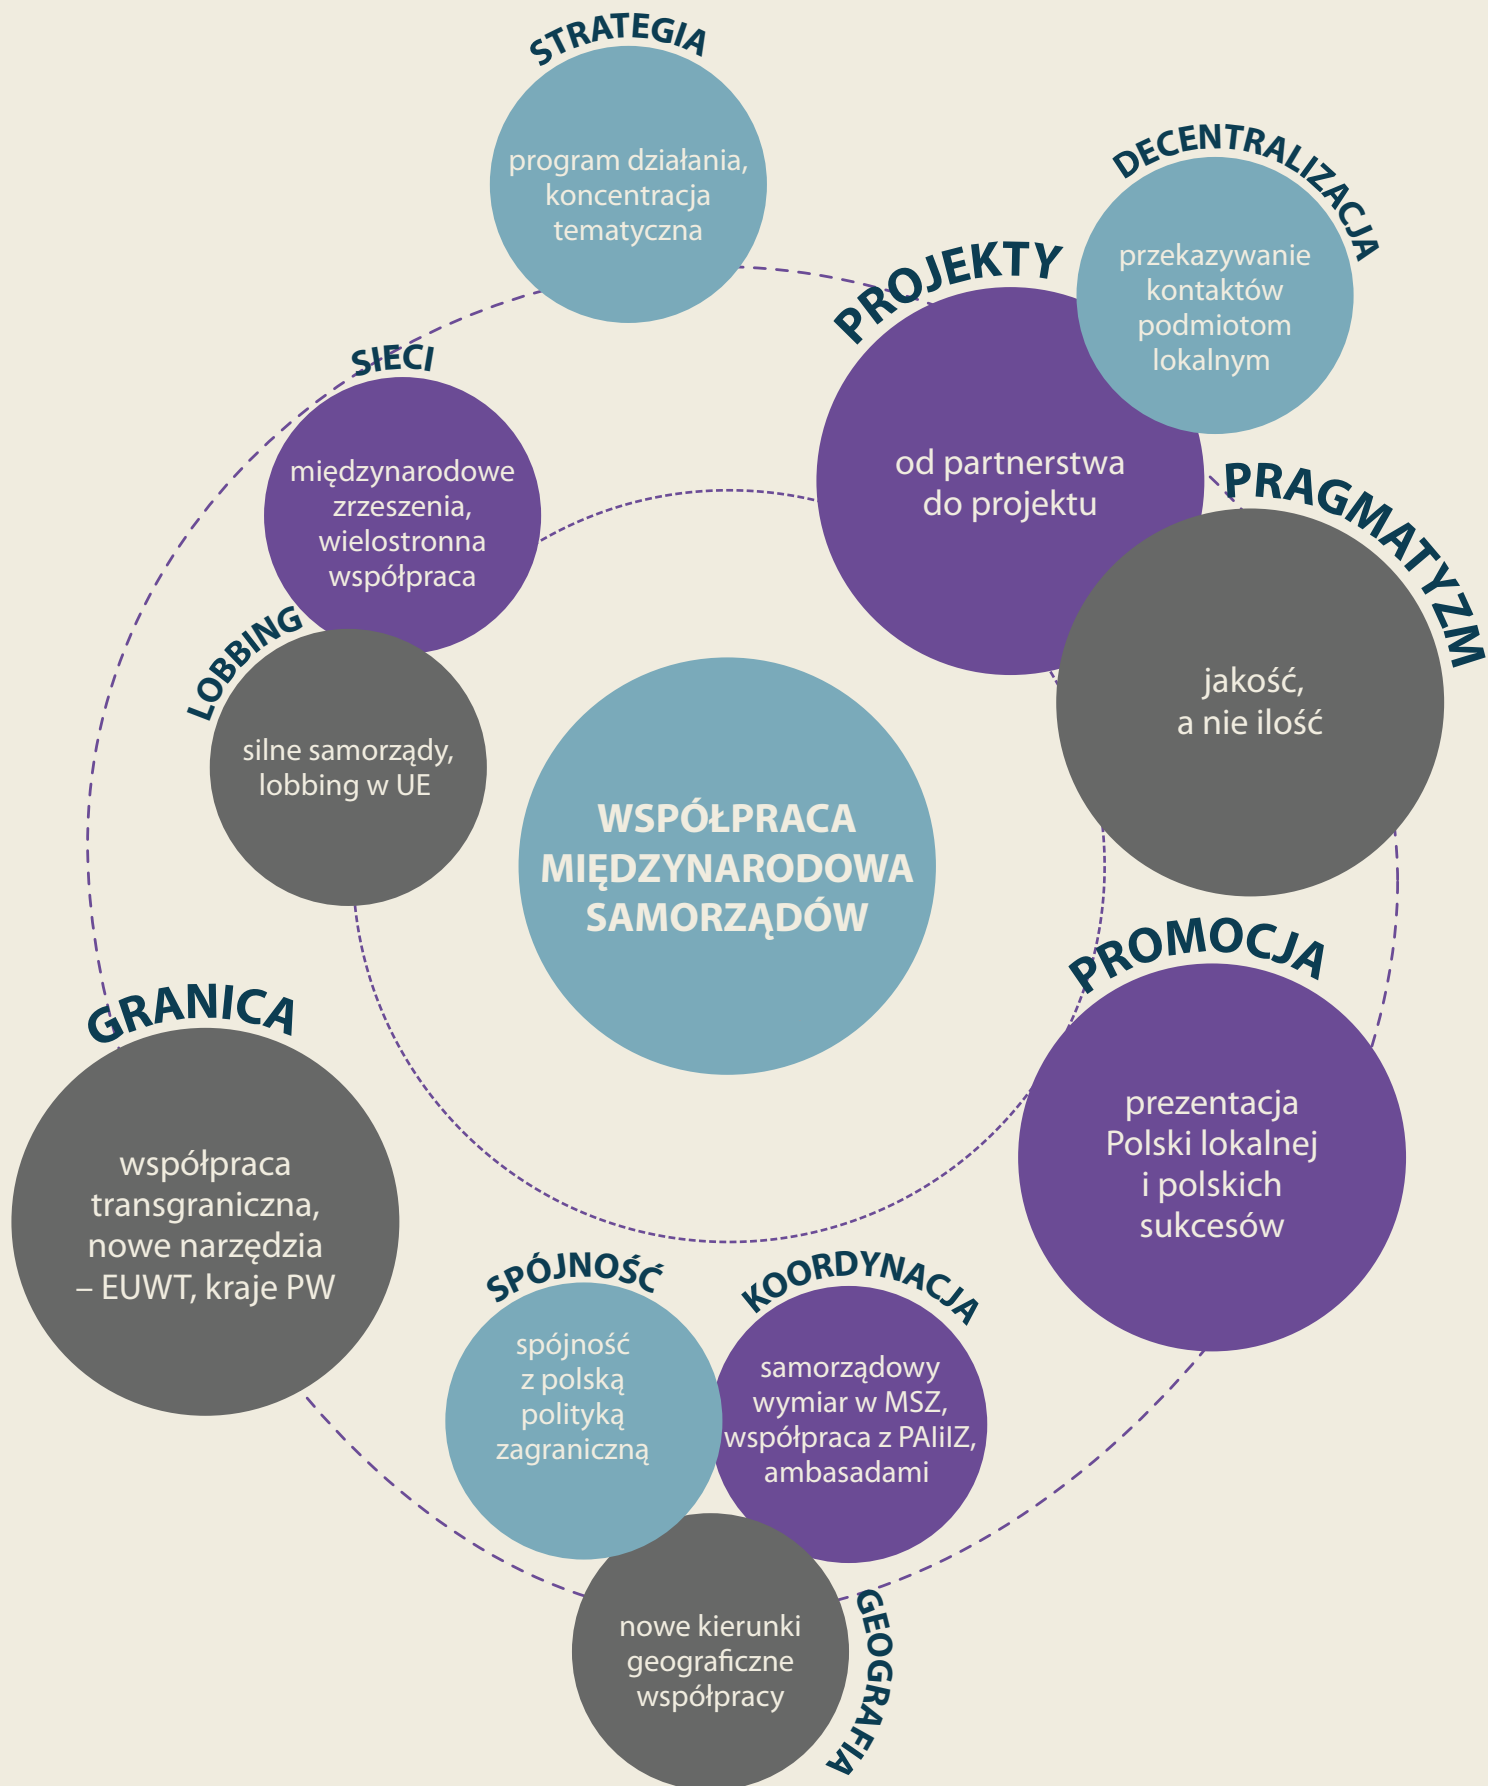 STRATEGIA
program działania,
koncentracja
tematyczna
DECENTRALIZACJA
przekazywanie
kontaktów
podmiotom
lokalnym
PROJEKTY
od partnerstwa
do projektu
SIECI
międzynarodowe
zrzeszenia,
wielostronna
współpraca
PRAGMATYZM
jakość,
a nie ilość
LOBBING
silne samorządy,
lobbing w UE
WSPÓŁPRACA
MIĘDZYNARODOWA
SAMORZĄDÓW
PROMOCJA
prezentacja
Polski lokalnej
i polskich
sukcesów
GRANICA
współpraca
transgraniczna,
nowe narzędzia
– EUWT, kraje PW
SPÓJNOŚĆ
spójność
z polską
polityką
zagraniczną
KOORDYNACJA
samorządowy
wymiar w MSZ,
współpraca z PAIiIZ,
ambasadami
GEOGRAFIA
nowe kierunki
geograficzne
współpracy